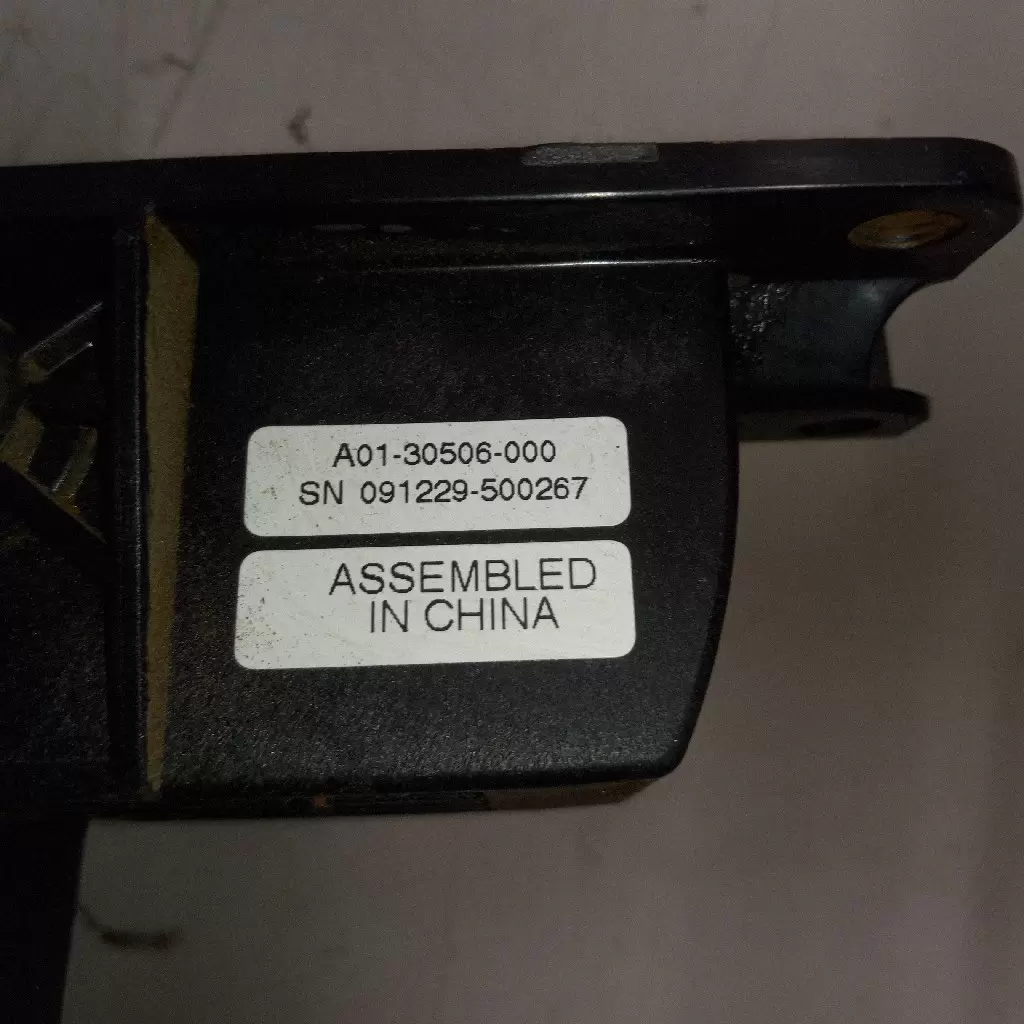 A01-30506-000
SN 091229-500267
ASSEMBLED
IN CHINA